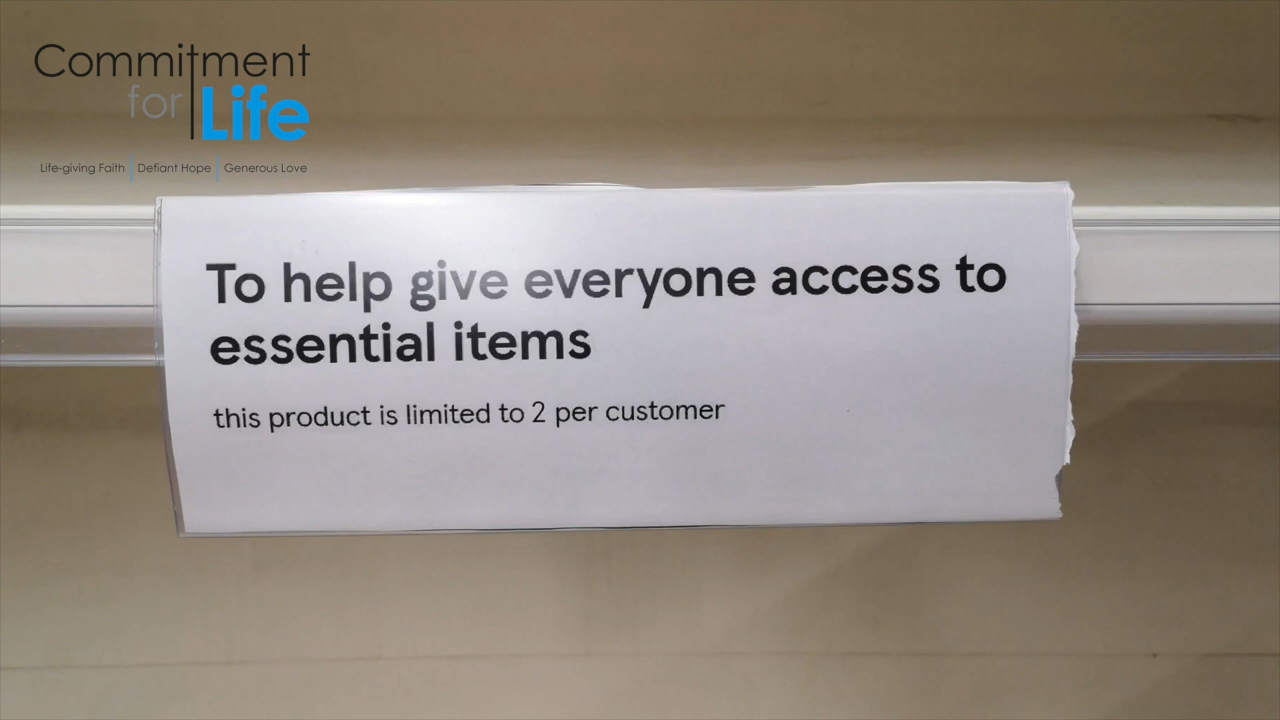 Commitment
for Life
Life-giving Faith | Defiant Hope | Generous Love
To help give everyone access to
essential items
this product is limited to 2 per customer